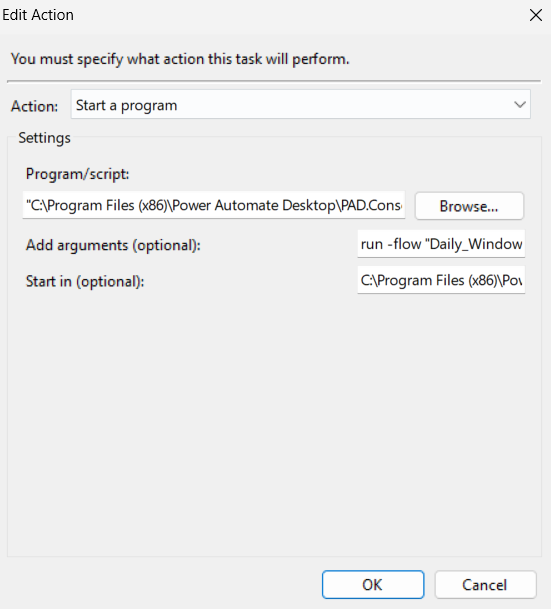 Edit Action
You must specify what action this task will perform.
Action: Start a program
Settings
Program/script:
"C:\Program Files (x86)\Power Automate Desktop\PAD.Cons Browse...
Add arguments (optional): run -flow "Daily_Window
Start in (optional): C:\Program Files (x86)\Pov
OK Cancel